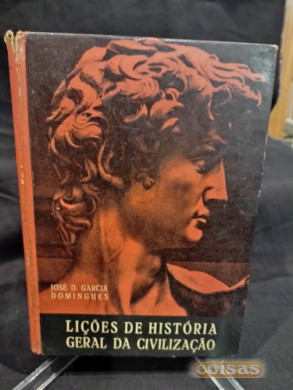 JOSÉ D. GARCIA
DOMINGUES
LIÇÕES DE HISTÓRIA
GERAL DA CIVILIZAÇÃO
coisas